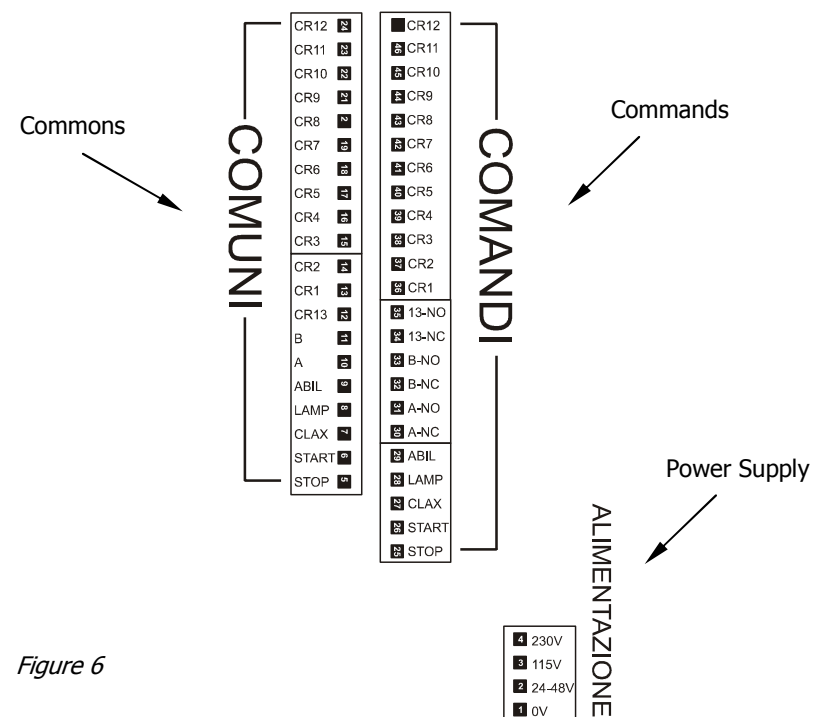 Commons
COMUNI
CR12 24
CR11 23
CR10 22
CR9 21
CR8 2
CR7 19
CR6 18
CR5 17
CR4 16
CR3 15
CR2 14
CR1 13
CR13 12
B 11
A 10
ABIL 9
LAMP 8
CLAX 7
START 6
STOP 5
CR12
46 CR11
45 CR10
44 CR9
43 CR8
42 CR7
41 CR6
40 CR5
39 CR4
38 CR3
37 CR2
36 CR1
35 13-NO
34 13-NC
33 B-NO
32 B-NC
31 A-NO
30 A-NC
29 ABIL
28 LAMP
27 CLAX
26 START
25 STOP
COMANDI
Commands
Power Supply
ALIMENTAZIONE
4 230V
3 115V
2 24-48V
1 0V
Figure 6